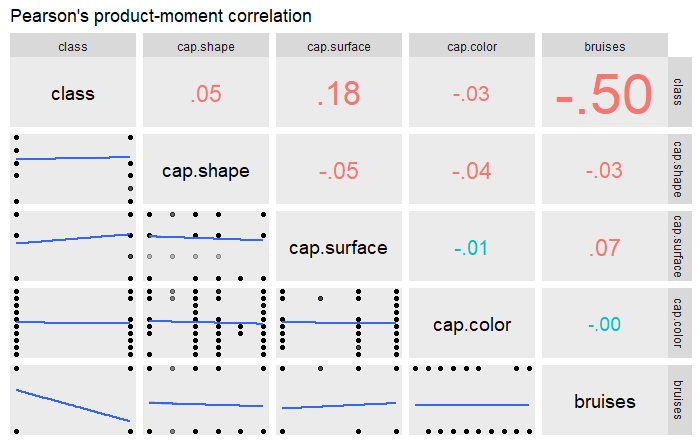 Pearson's product-moment correlation
class cap.shape cap.surface cap.color bruises
class .05 .18 -.03 -.50 class
cap.shape -.05 -.04 -.03 cap.shape
cap.surface -.01 .07 cap.surface
cap.color -.00 cap.color
bruises bruises